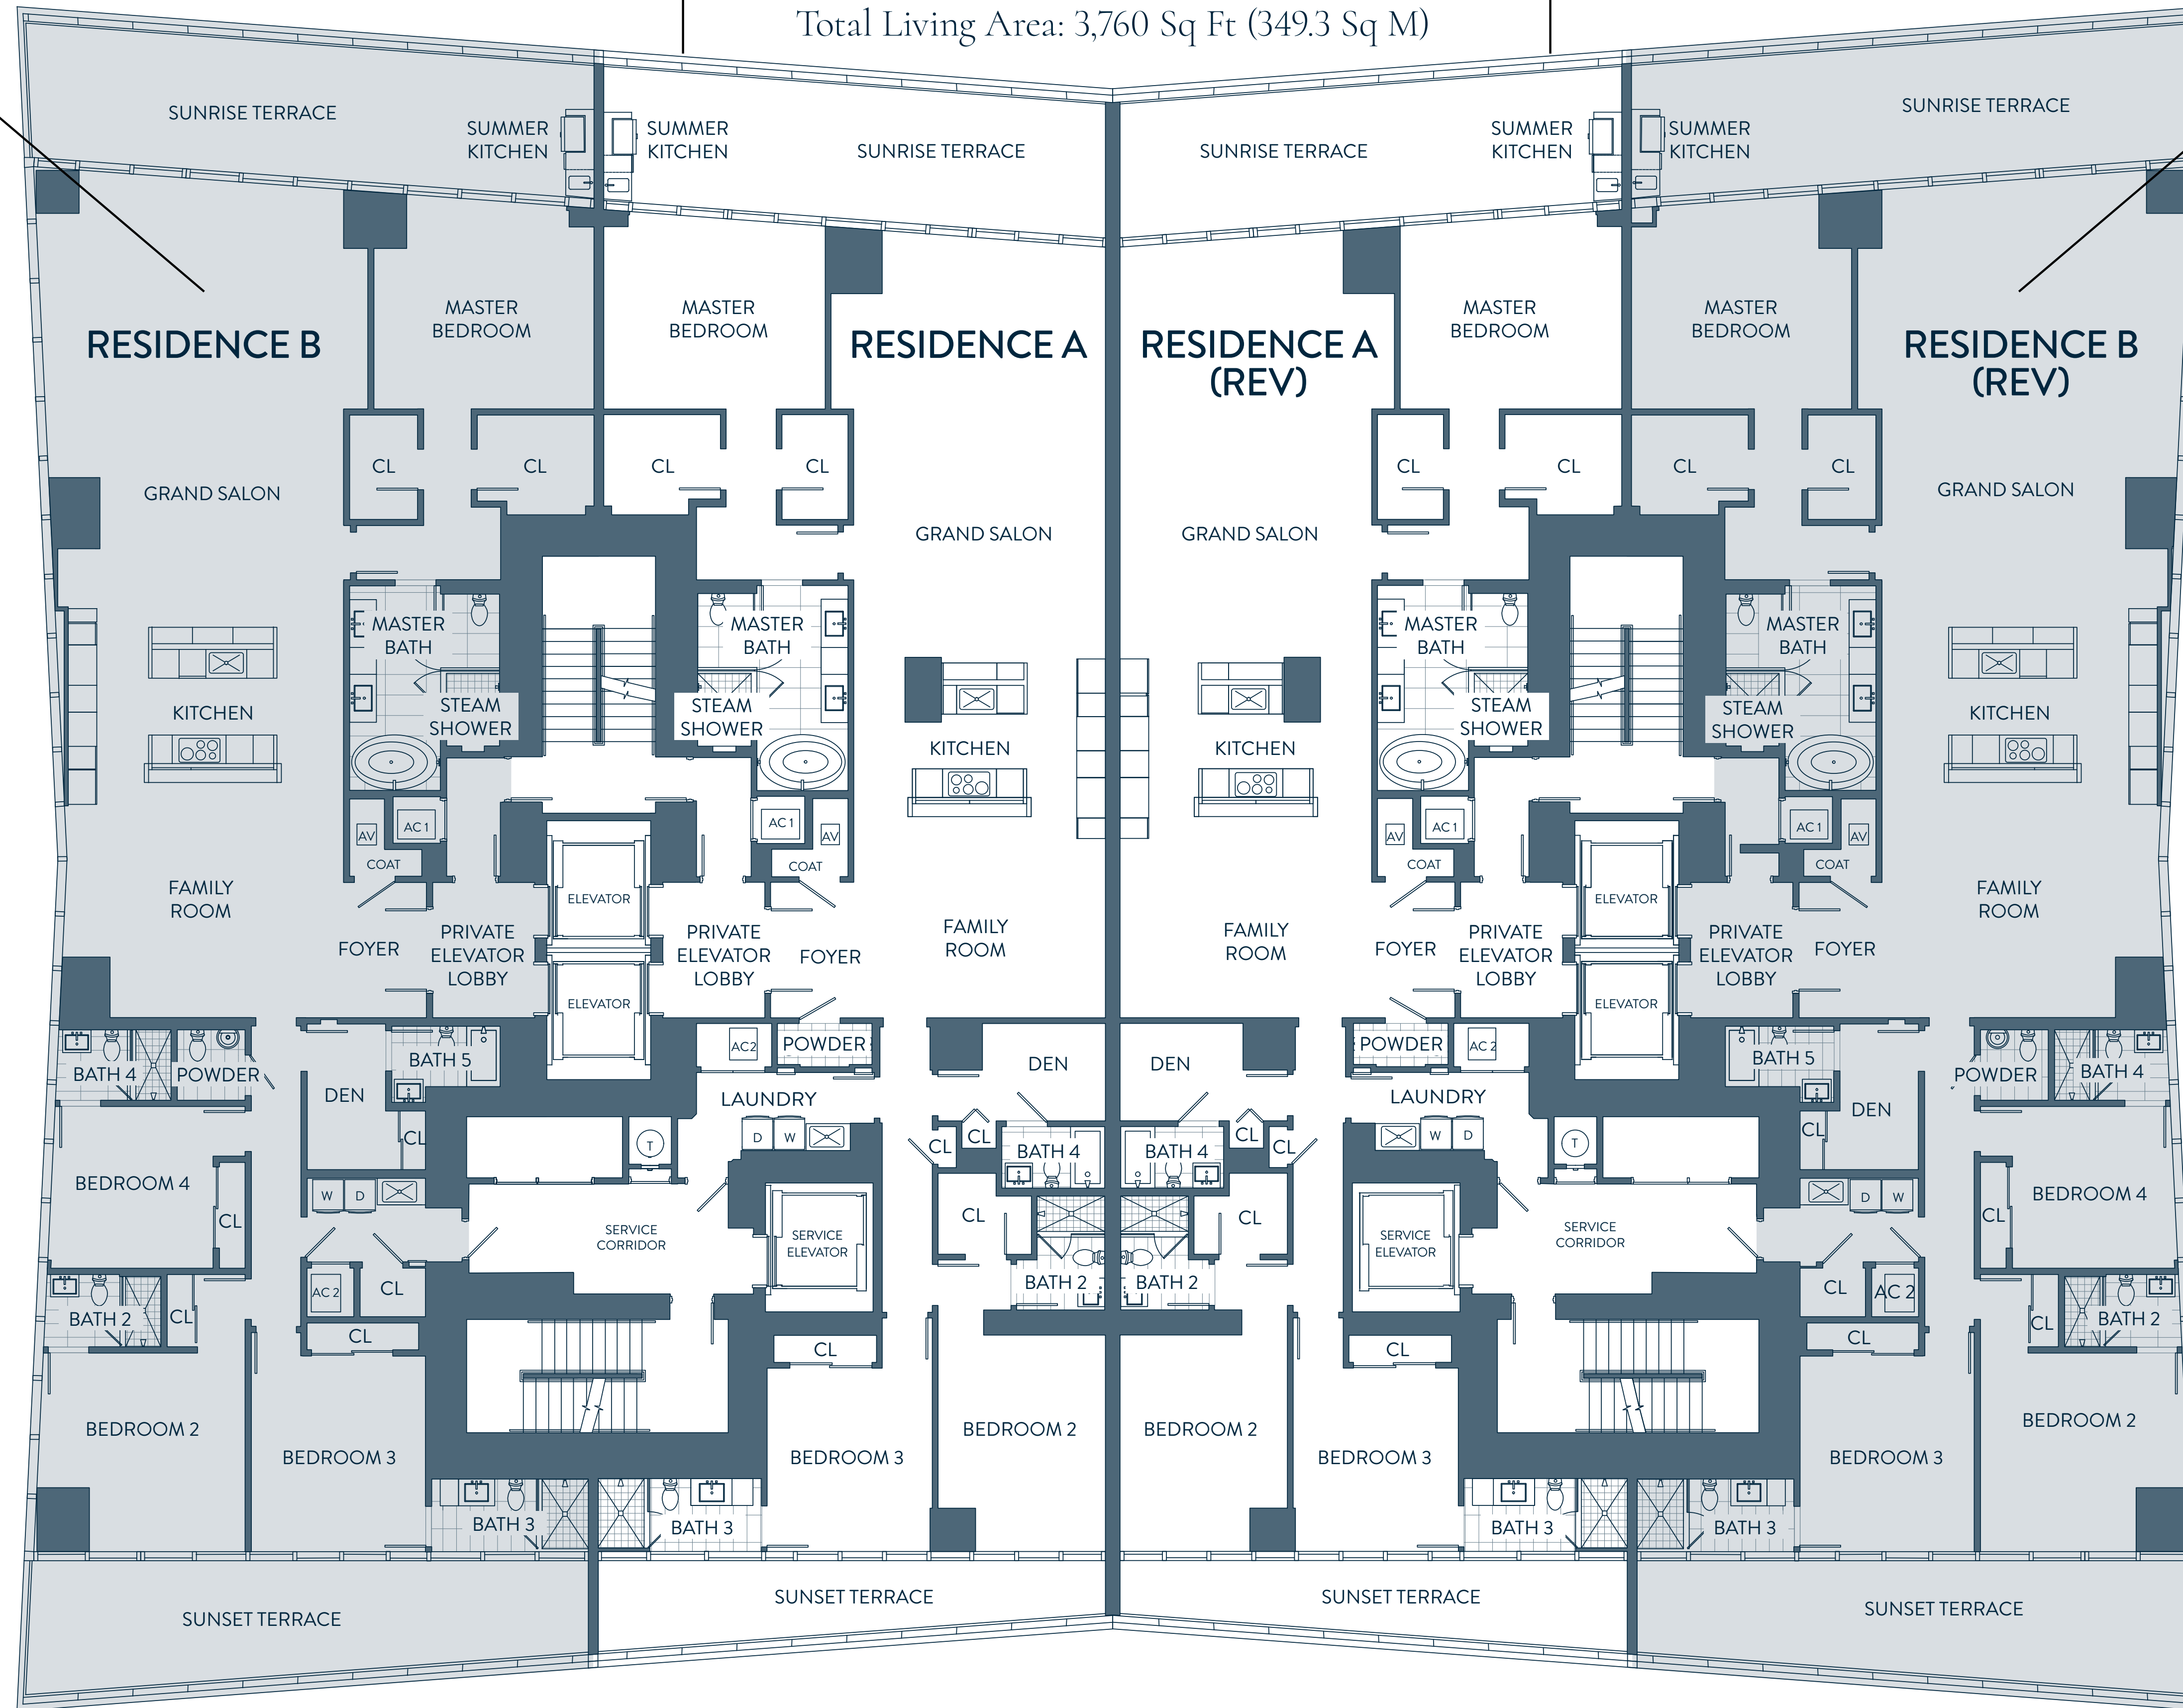 Total Living Area: 3,760 Sq Ft (349.3 Sq M)
SUNRISE TERRACE
SUMMER
KITCHEN
SUMMER
KITCHEN
SUNRISE TERRACE
SUNRISE TERRACE
SUMMER
KITCHEN
SUMMER
KITCHEN
SUNRISE TERRACE
MASTER
BEDROOM
MASTER
BEDROOM
MASTER
BEDROOM
MASTER
BEDROOM
RESIDENCE B
RESIDENCE A
RESIDENCE A
(REV)
RESIDENCE B
(REV)
CL
CL
CL
CL
CL
CL
CL
CL
GRAND SALON
GRAND SALON
GRAND SALON
GRAND SALON
MASTER
BATH
MASTER
BATH
MASTER
BATH
MASTER
BATH
STEAM
SHOWER
STEAM
SHOWER
STEAM
SHOWER
STEAM
SHOWER
KITCHEN
KITCHEN
KITCHEN
KITCHEN
AV
AC 1
AC 1
AV
AV
AC 1
AC 1
AV
COAT
COAT
COAT
COAT
FAMILY
ROOM
ELEVATOR
ELEVATOR
FAMILY
ROOM
FOYER
PRIVATE
ELEVATOR
LOBBY
PRIVATE
ELEVATOR
LOBBY
FOYER
FAMILY
ROOM
FAMILY
ROOM
FOYER
PRIVATE
ELEVATOR
LOBBY
PRIVATE
ELEVATOR
LOBBY
FOYER
ELEVATOR
ELEVATOR
BATH 4
POWDER
DEN
BATH 5
AC2
POWDER
DEN
DEN
POWDER
AC 2
BATH 5
DEN
POWDER
BATH 4
LAUNDRY
LAUNDRY
CL
T
D
W
CL
CL
BATH 4
BATH 4
CL
CL
W
D
T
CL
BEDROOM 4
W
D
CL
CL
CL
D
W
CL
BEDROOM 4
SERVICE
CORRIDOR
SERVICE
ELEVATOR
SERVICE
ELEVATOR
SERVICE
CORRIDOR
BATH 2
CL
AC 2
CL
BATH 2
BATH 2
CL
AC 2
CL
BATH 2
CL
CL
CL
CL
BEDROOM 2
BEDROOM 3
BEDROOM 3
BEDROOM 2
BEDROOM 2
BEDROOM 3
BEDROOM 3
BEDROOM 2
BATH 3
BATH 3
BATH 3
BATH 3
SUNSET TERRACE
SUNSET TERRACE
SUNSET TERRACE
SUNSET TERRACE